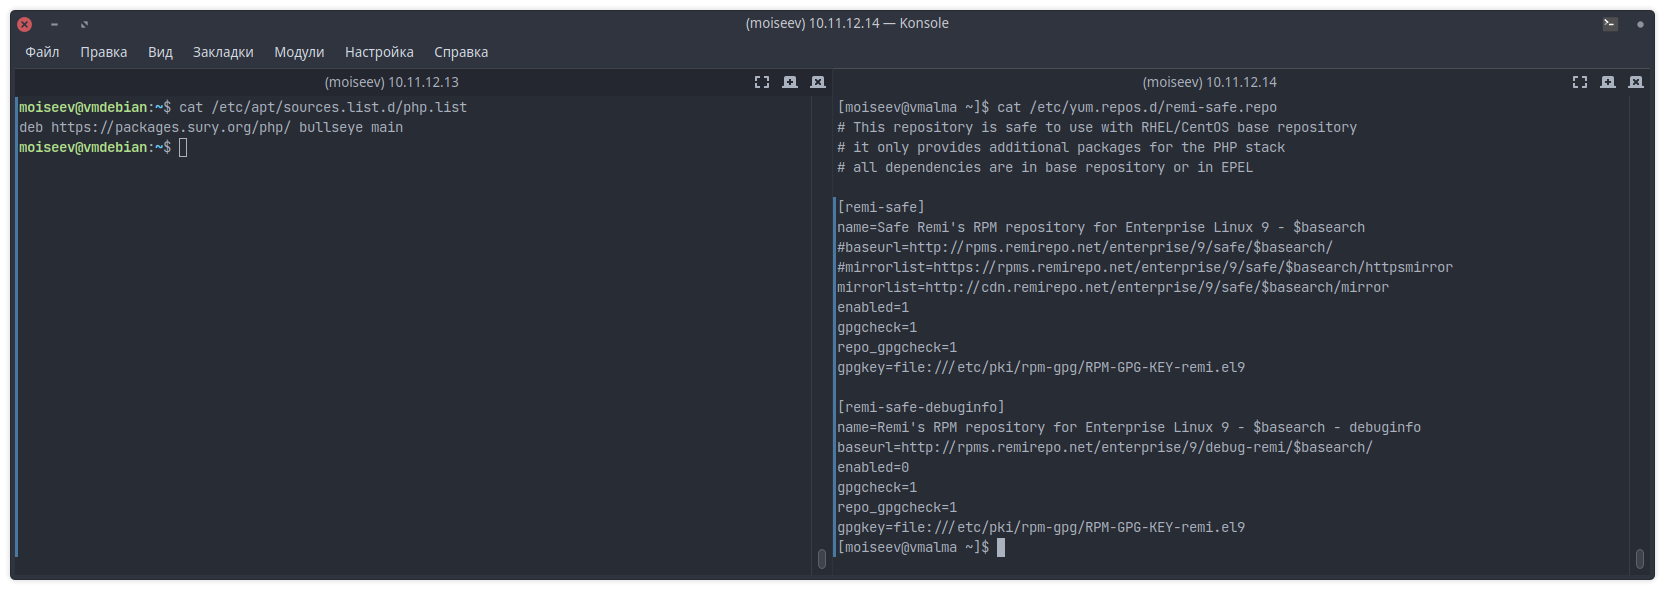 (moiseev) 10.11.12.14 — Konsole
Файл Правка Вид Закладки Модули Настройка Справка
(moiseev) 10.11.12.13
moiseev@vmdebian:~$ cat /etc/apt/sources.list.d/php.list
deb https://packages.sury.org/php/ bullseye main
moiseev@vmdebian:~$
(moiseev) 10.11.12.14
[moiseev@vmalma ~]$ cat /etc/yum.repos.d/remi-safe.repo
# This repository is safe to use with RHEL/CentOS base repository
# it only provides additional packages for the PHP stack
# all dependencies are in base repository or in EPEL
[remi-safe]
name=Safe Remi's RPM repository for Enterprise Linux 9 - $basearch
#baseurl=http://rpms.remirepo.net/enterprise/9/safe/$basearch/
#mirrorlist=https://rpms.remirepo.net/enterprise/9/safe/$basearch/httpsmirror
mirrorlist=http://cdn.remirepo.net/enterprise/9/safe/$basearch/mirror
enabled=1
gpgcheck=1
repo_gpgcheck=1
gpgkey=file:///etc/pki/rpm-gpg/RPM-GPG-KEY-remi.el9
[remi-safe-debuginfo]
name=Remi's RPM repository for Enterprise Linux 9 - $basearch - debuginfo
baseurl=http://rpms.remirepo.net/enterprise/9/debug-remi/$basearch/
enabled=0
gpgcheck=1
repo_gpgcheck=1
gpgkey=file:///etc/pki/rpm-gpg/RPM-GPG-KEY-remi.el9
[moiseev@vmalma ~]$